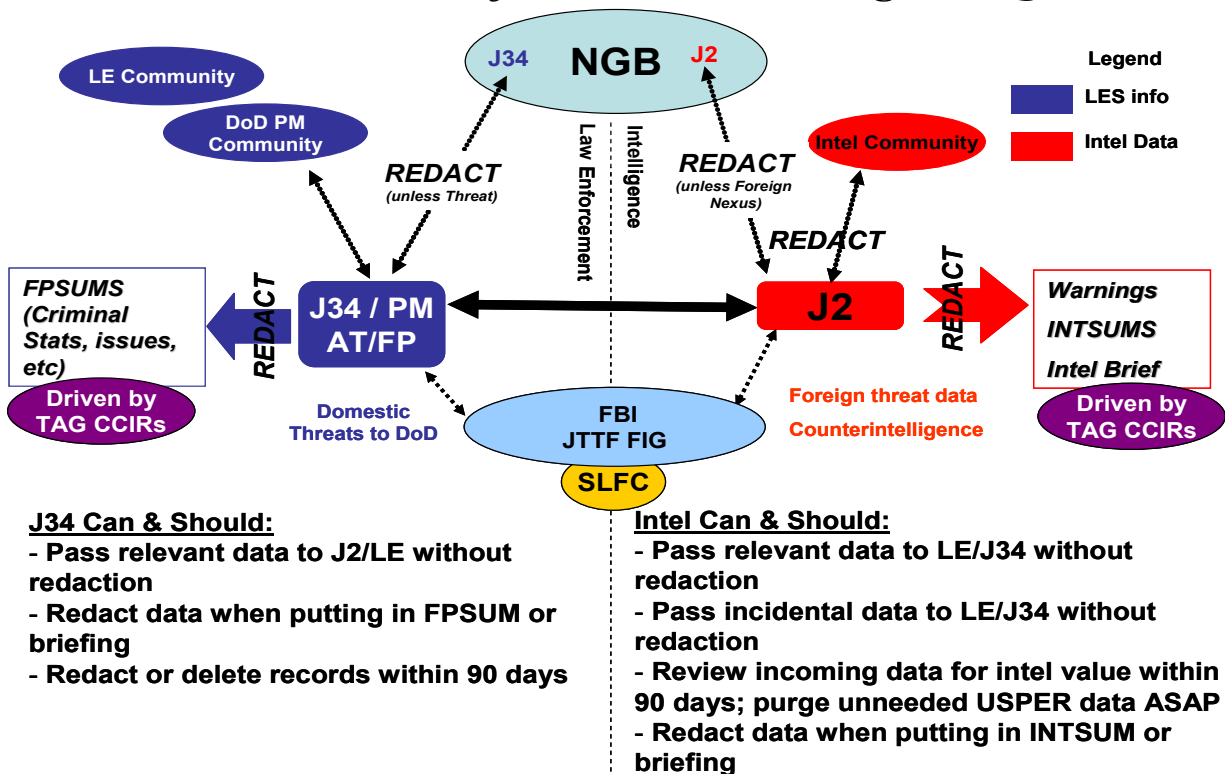 J34
NGB
J2
Legend
LES info
Intel Data
LE Community
DoD PM
Community
Intel Community
REDACT
(unless Threat)
Law Enforcement
Intelligence
REDACT
(unless Foreign
Nexus)
REDACT
FPSUMS
(Criminal
Stats, issues,
etc)
Driven by
TAG CCIRs
REDACT
J34 / PM
AT/FP
J2
REDACT
Warnings
INTSUMS
Intel Brief
Driven by
TAG CCIRs
Domestic
Threats to DoD
FBI
JTTF FIG
SLFC
Foreign threat data
Counterintelligence
J34 Can & Should:
- Pass relevant data to J2/LE without
redaction
- Redact data when putting in FPSUM or
briefing
- Redact or delete records within 90 days
Intel Can & Should:
- Pass relevant data to LE/J34 without
redaction
- Pass incidental data to LE/J34 without
redaction
- Review incoming data for intel value within
90 days; purge unneeded USPER data ASAP
- Redact data when putting in INTSUM or
briefing